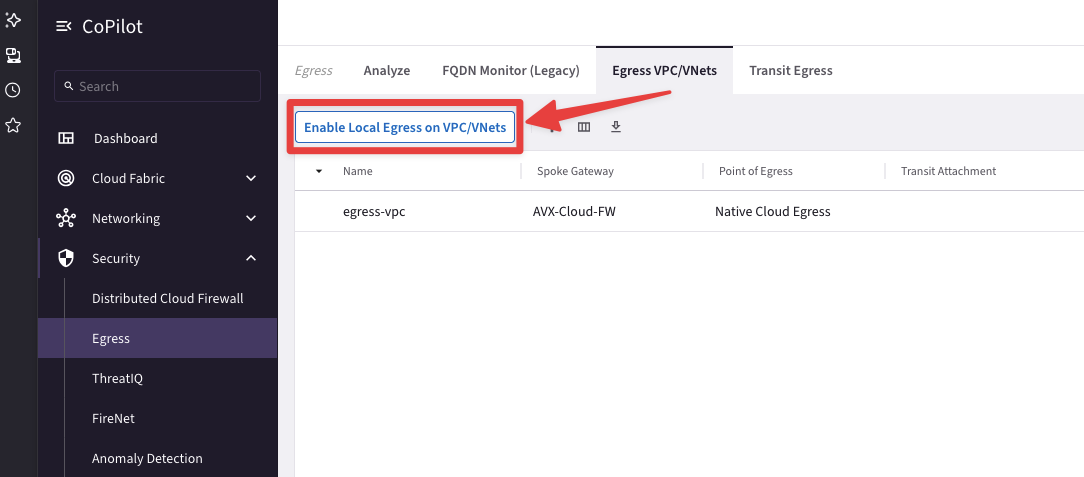 CoPilot
Search
Dashboard
Cloud Fabric
Networking
Security
Distributed Cloud Firewall
Egress
ThreatIQ
FireNet
Anomaly Detection
Egress Analyze FQDN Monitor (Legacy) Egress VPC/VNets Transit Egress
Enable Local Egress on VPC/VNets
Name Spoke Gateway Point of Egress Transit Attachment
egress-vpc AVX-Cloud-FW Native Cloud Egress